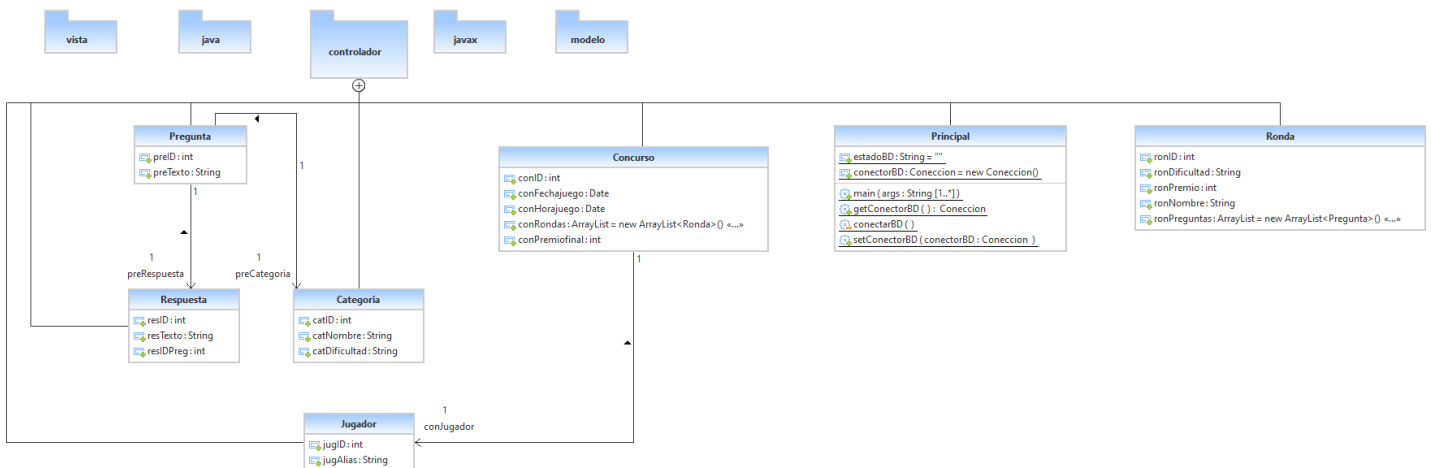 vista
java
controlador
javax
modelo
Pregunta
preID : int
preTexto : String
1
1
Concurso
conID : int
conFechajuego : Date
conHorajuego : Date
conRondas : ArrayList = new ArrayList<Ronda>() «...»
conPremiofinal : int
1
Principal
estadoBD : String = ""
conectorBD : Coneccion = new Coneccion()
main ( args : String [1..*] )
getConectorBD ( ) : Coneccion
conectarBD ( )
setConectorBD ( conectorBD : Coneccion )
Ronda
ronID : int
ronDificultad : String
ronPremio : int
ronNombre : String
ronPreguntas : ArrayList = new ArrayList<Pregunta>() «...»
1
preRespuesta
1
preCategoria
Respuesta
resID : int
resTexto : String
resIDPreg : int
Categoria
catID : int
catNombre : String
catDificultad : String
Jugador
jugID : int
jugAlias : String
1
conJugador